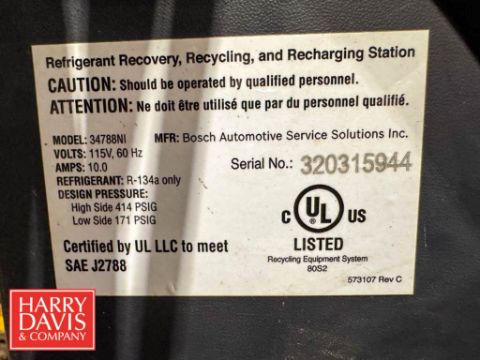 Refrigerant Recovery, Recycling, and Recharging Station
CAUTION: Should be operated by qualified personnel.
ATTENTION: Ne doit être utilisé que par du personnel qualifié.
MODEL: 34788NI MFR: Bosch Automotive Service Solutions Inc.
VOLTS: 115V, 60 Hz
AMPS: 10.0
Serial No.: 320315944
REFRIGERANT: R-134a only
DESIGN PRESSURE:
High Side 414 PSIG
Low Side 171 PSIG
C UL US
®
LISTED
Recycling Equipment System
80S2
Certified by UL LLC to meet
SAE J2788
573107 Rev C
HARRY
DAVIS
& COMPANY